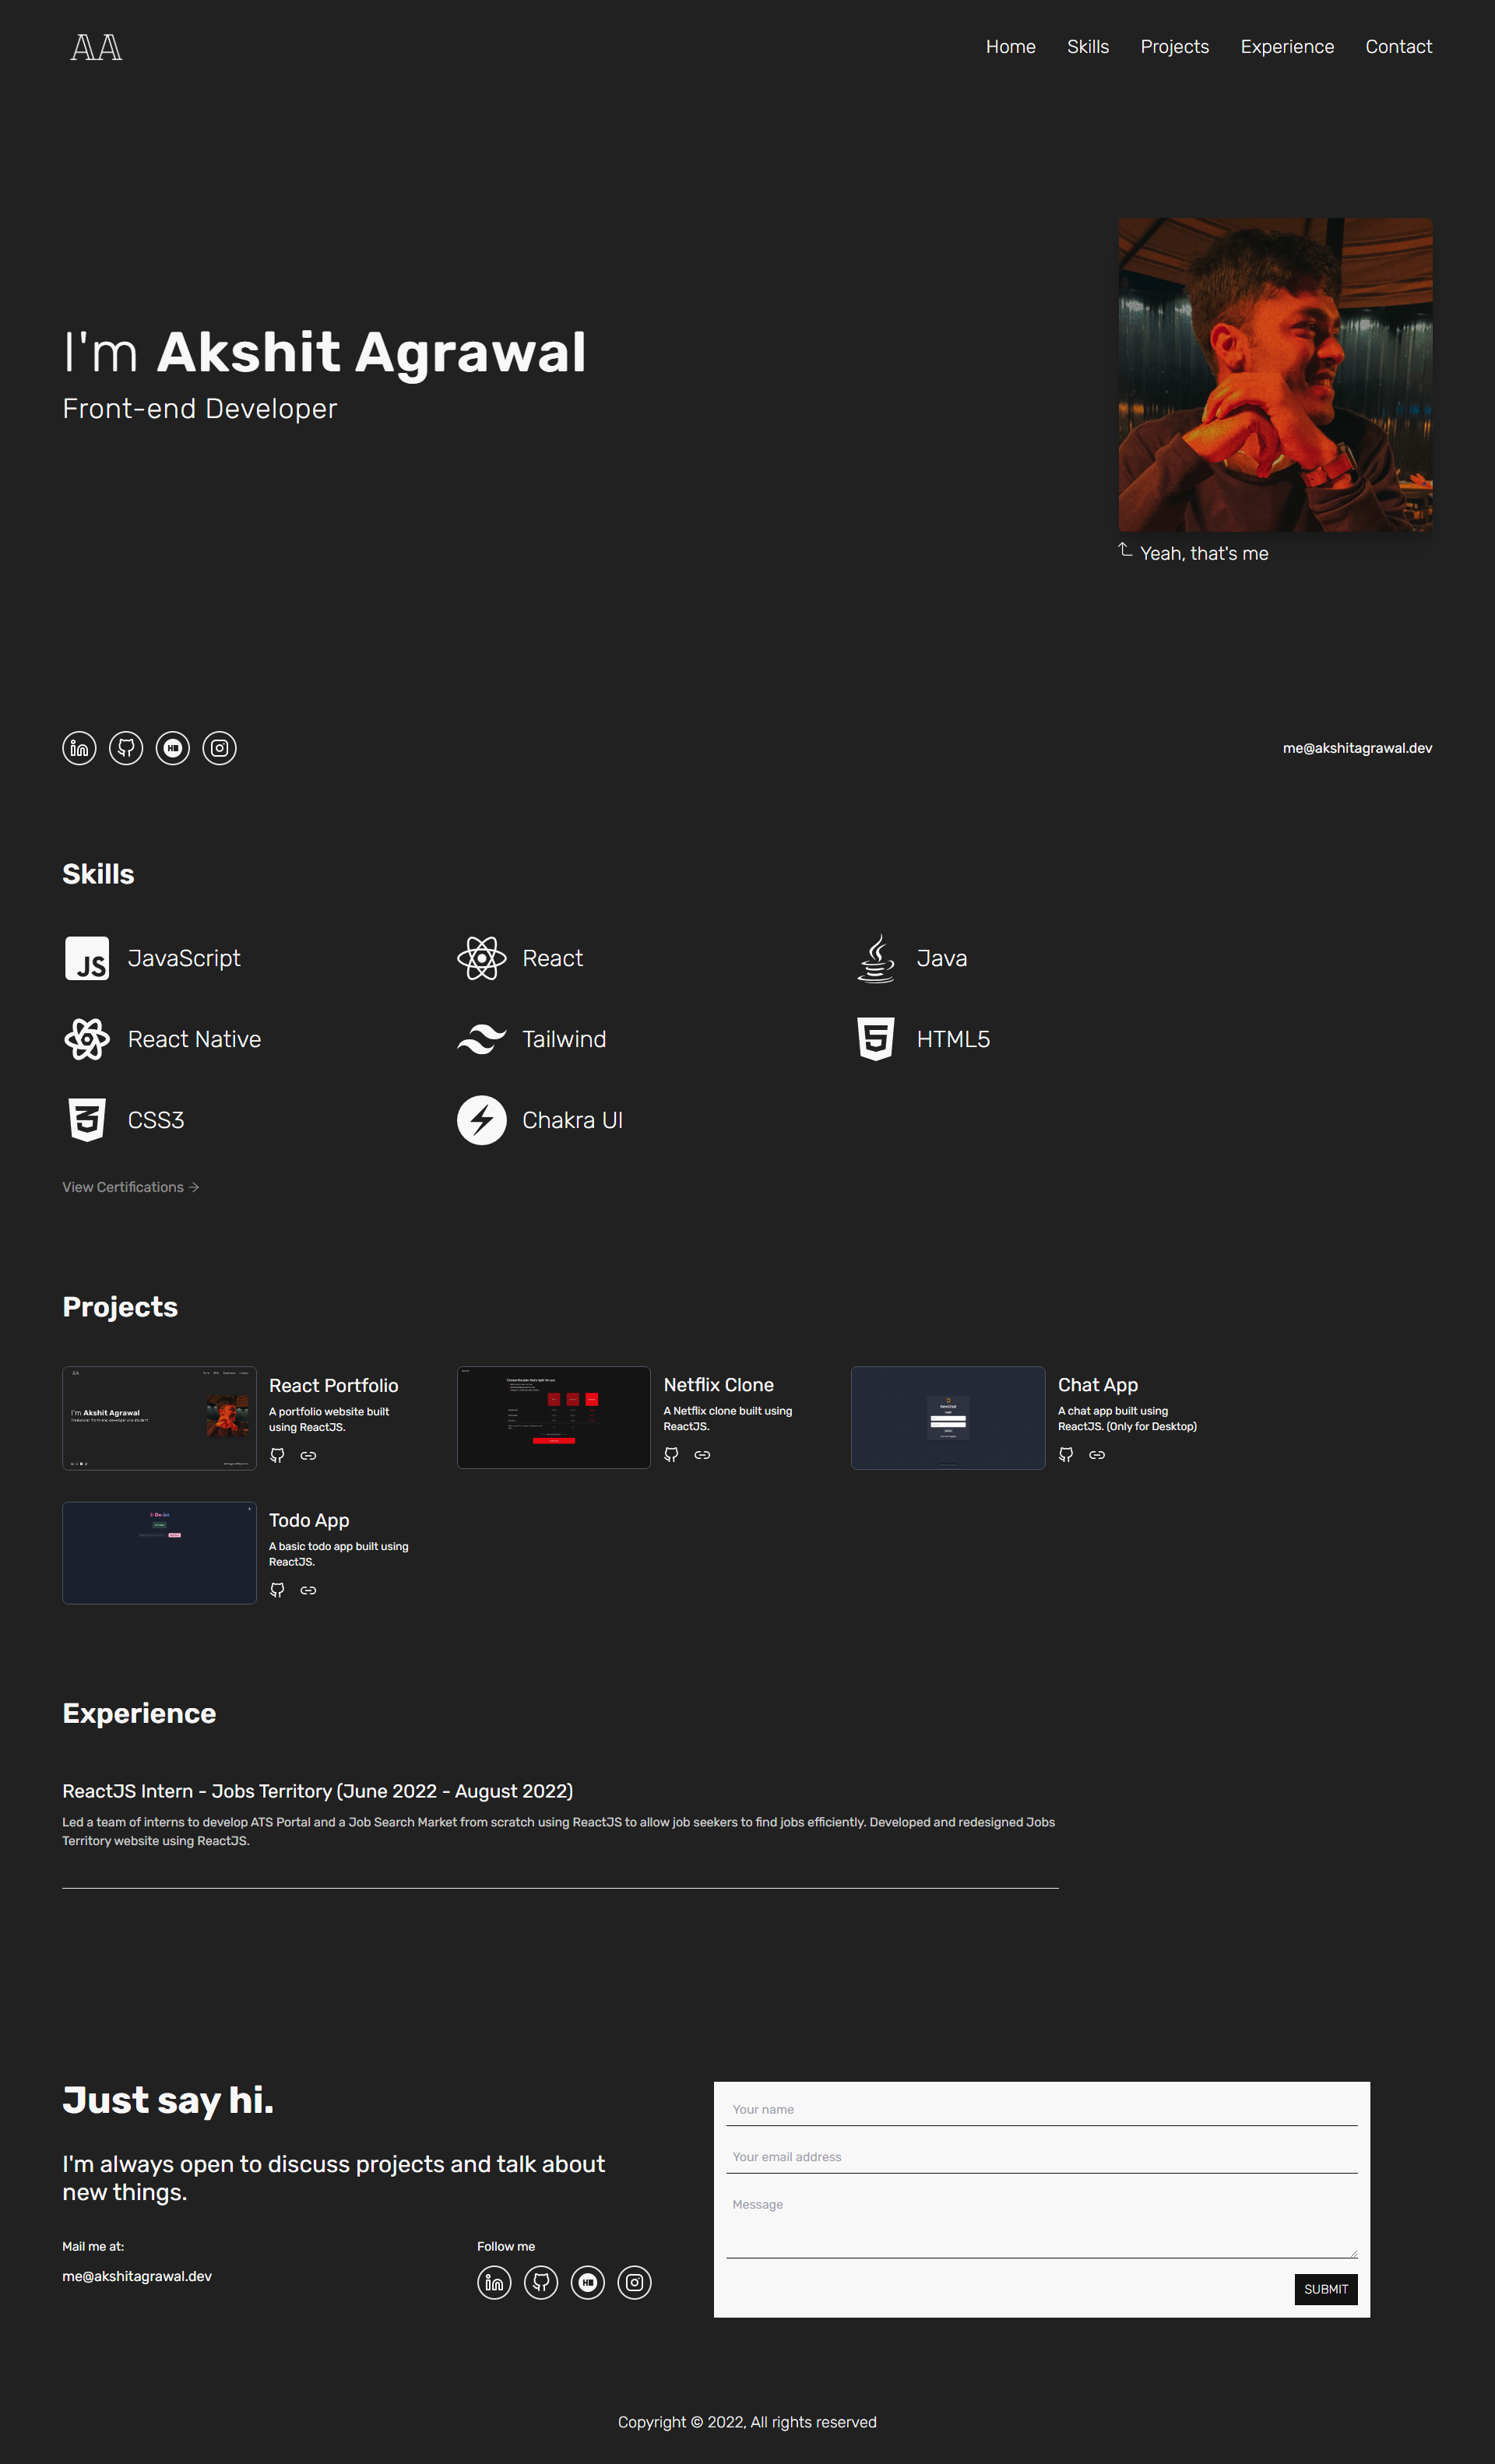 AA
Home Skills Projects Experience Contact
I'm Akshit Agrawal
Front-end Developer
Yeah, that's me
me@akshitagrawal.dev
Skills
JS JavaScript
React
Java
React Native
Tailwind
HTML5
CSS3
Chakra UI
View Certifications →
Projects
I'm Akshit Agrawal
React Portfolio
A portfolio website built
using ReactJS.
Netflix Clone
A Netflix clone built using
ReactJS.
DevChat
Chat App
A chat app built using
ReactJS. (Only for Desktop)
Todo App
A basic todo app built using
ReactJS.
Experience
ReactJS Intern - Jobs Territory (June 2022 - August 2022)
Led a team of interns to develop ATS Portal and a Job Search Market from scratch using ReactJS to allow job seekers to find jobs efficiently. Developed and redesigned Jobs
Territory website using ReactJS.
Just say hi.
I'm always open to discuss projects and talk about
new things.
Mail me at:
me@akshitagrawal.dev
Follow me
Your name
Your email address
Message
SUBMIT
Copyright © 2022, All rights reserved